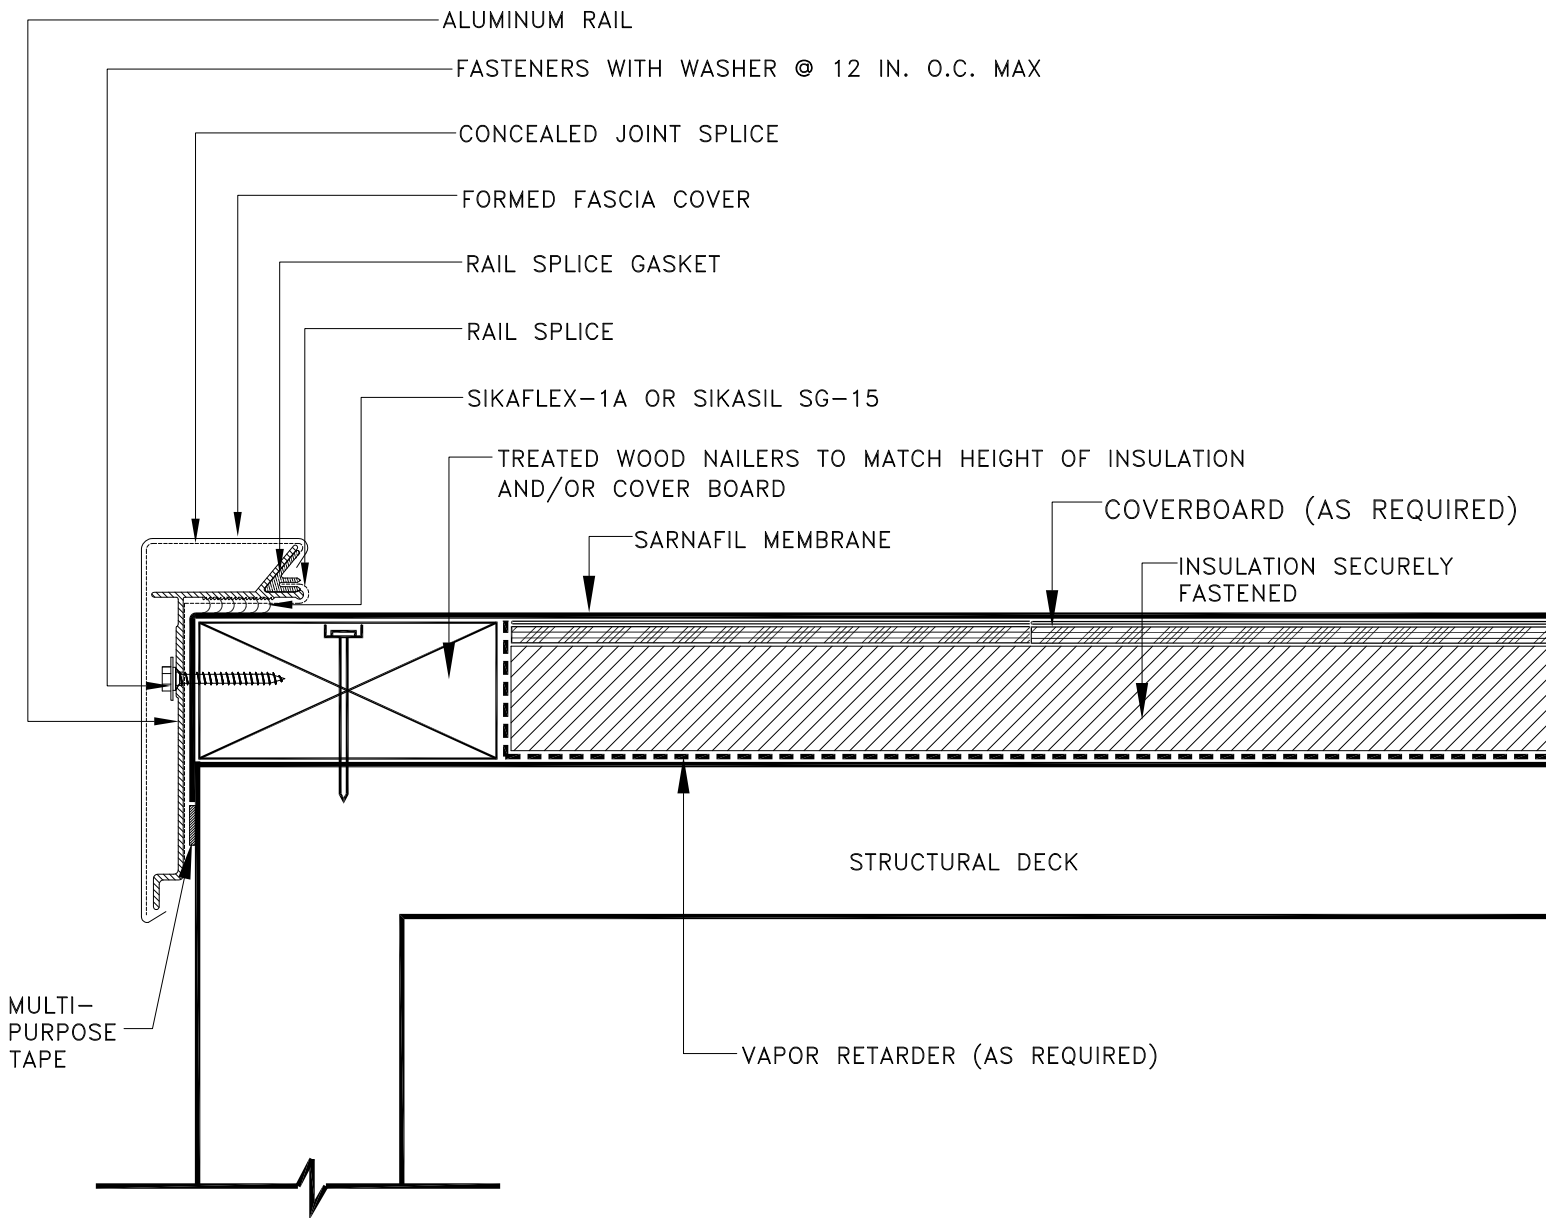 ALUMINUM RAIL
FASTENERS WITH WASHER @ 12 IN. O.C. MAX
CONCEALED JOINT SPLICE
FORMED FASCIA COVER
RAIL SPLICE GASKET
RAIL SPLICE
SIKAFLEX-1A OR SIKASIL SG-15
TREATED WOOD NAILERS TO MATCH HEIGHT OF INSULATION
AND/OR COVER BOARD
COVERBOARD (AS REQUIRED)
SARNAFIL MEMBRANE
INSULATION SECURELY
FASTENED
STRUCTURAL DECK
MULTI-
PURPOSE
TAPE
VAPOR RETARDER (AS REQUIRED)